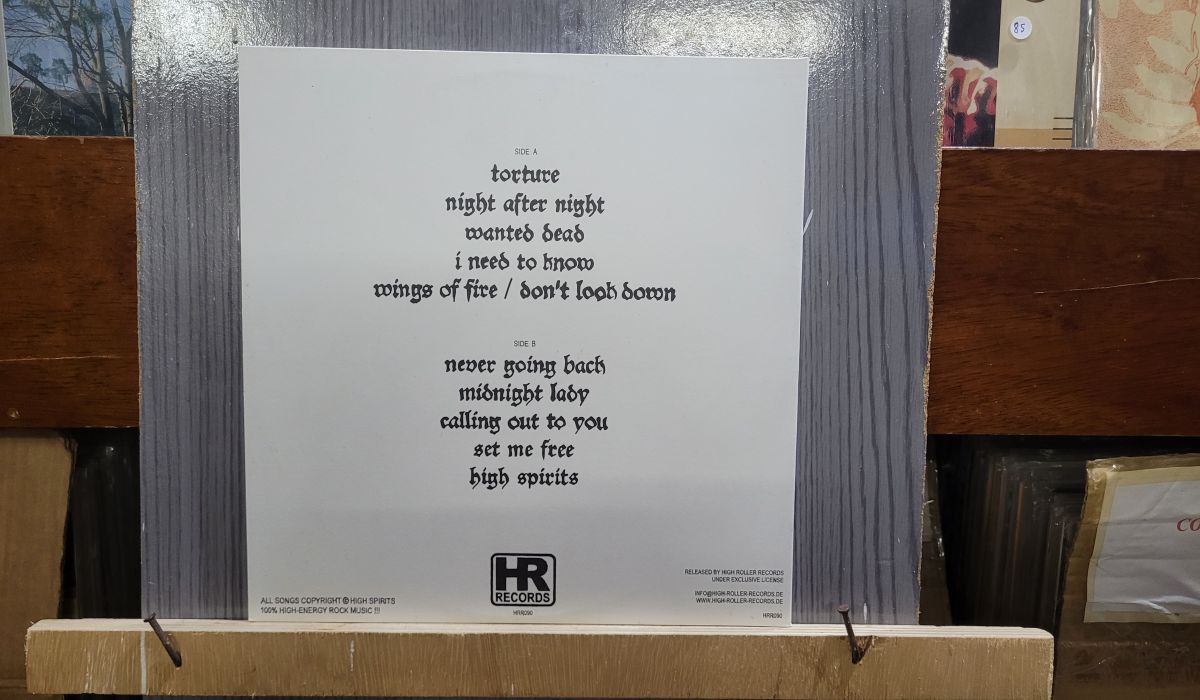 85
SIDE A
torture
night after night
wanted dead
i need to know
wings of fire / don't look down
SIDE B
never going back
midnight lady
calling out to you
set me free
high spirits
HR
RECORDS
HRR090
ALL SONGS COPYRIGHT ℗ HIGH SPIRITS
100% HIGH-ENERGY ROCK MUSIC !!!
RELEASED BY HIGH ROLLER RECORDS
UNDER EXCLUSIVE LICENSE
INFO@HIGH-ROLLER-RECORDS.DE
WWW.HIGH-ROLLER-RECORDS.DE
HRR090